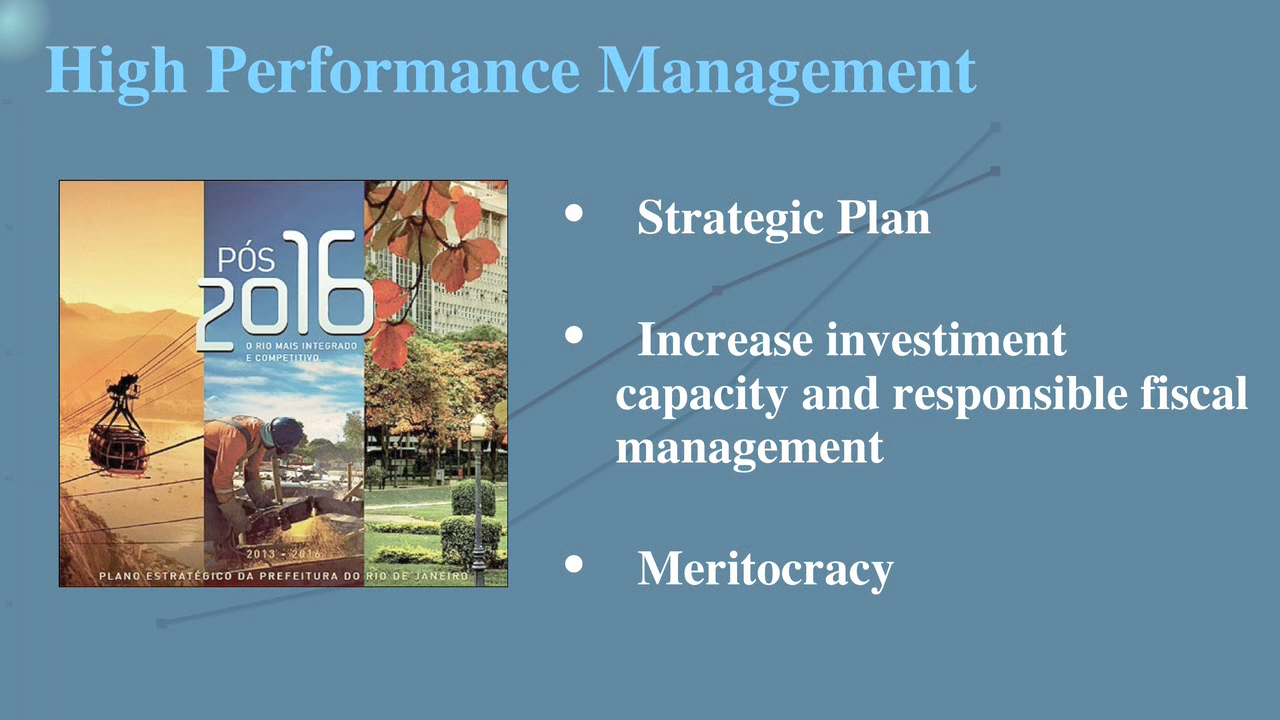 High Performance Management
PÓS
2016
O RIO MAIS INTEGRADO
E COMPETITIVO
2013 - 2016
PLANO ESTRATÉGICO DA PREFEITURA DO RIO DE JANEIRO
• Strategic Plan
• Increase investiment
capacity and responsible fiscal
management
• Meritocracy